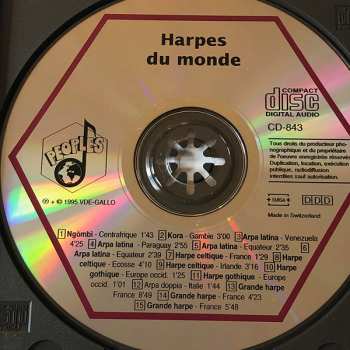 Harpes
du monde
PEOPLES
COMPACT
disc
DIGITAL AUDIO
CD-843
Tous droits du producteur pho-
nographique et du propriétaire
de l'oeuvre enregistrée réservés
Duplication, location, exécution
publique, radiodiffusion
interdites sauf autorisation.
SUISA DDD
Made in Switzerland
℗ + © 1995 VDE-GALLO
1 Ngömbi - Centrafrique 1'43 2 Kora - Gambie 3'00 3 Arpa latina - Venezuela
4'25 4 Arpa latina - Paraguay 2'55 5 Arpa latina - Equateur 2'35 6
Arpa latina - Equateur 2'39 7 Harpe celtique - France 1'29 8 Harpe
celtique - Ecosse 4'10 9 Harpe celtique - Irlande 3'16 10 Harpe
gothique - Europe occid. 1'25 11 Harpe gothique - Europe
occid. 1'01 12 Arpa doppia - Italie 1'44 13 Grande harpe
France 8'49 14 Grande harpe - France 4'23
15 Grande harpe - France 5'48